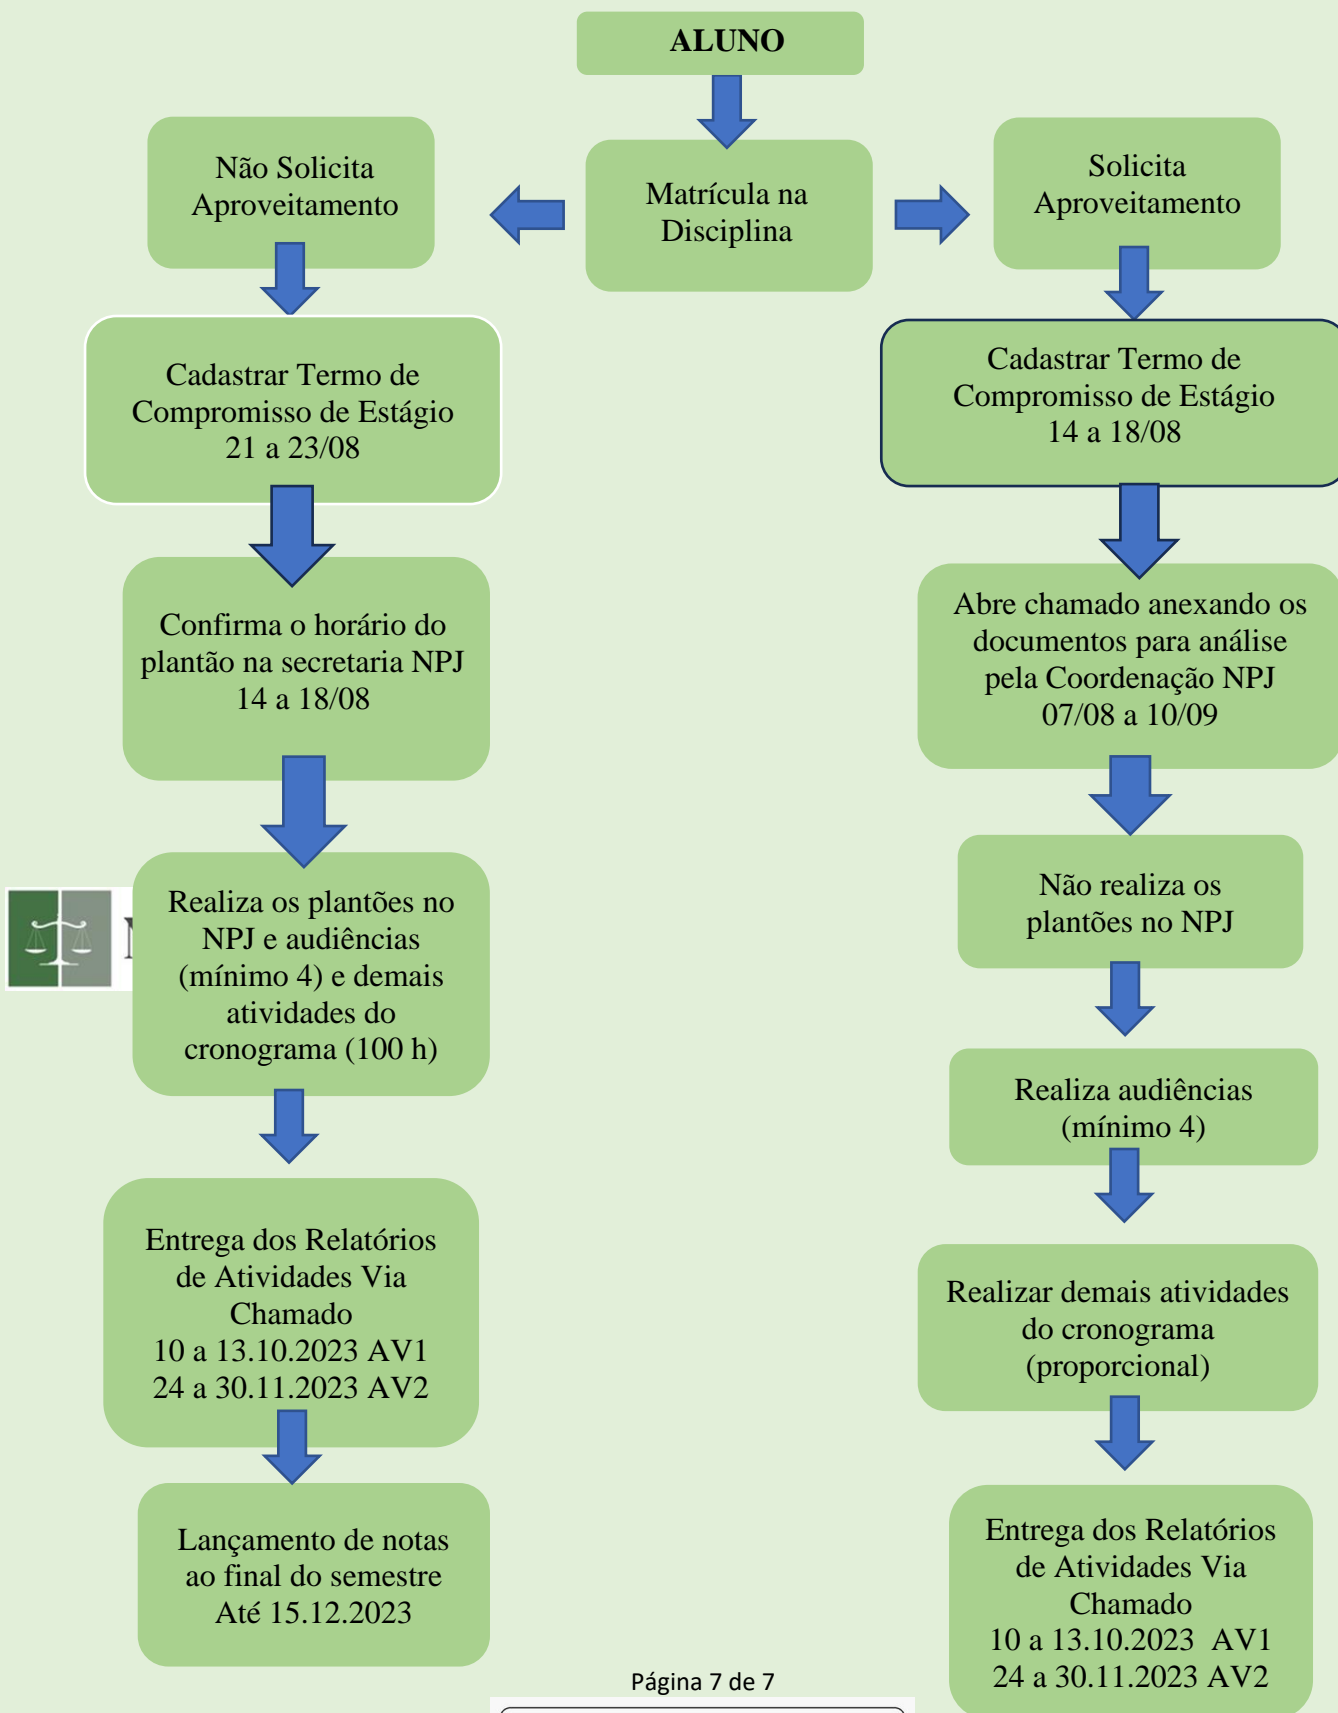 ALUNO
Matrícula na
Disciplina
Não Solicita
Aproveitamento
Cadastrar Termo de
Compromisso de Estágio
21 a 23/08
Confirma o horário do
plantão na secretaria NPJ
14 a 18/08
Realiza os plantões no
NPJ e audiências
(mínimo 4) e demais
atividades do
cronograma (100 h)
Entrega dos Relatórios
de Atividades Via
Chamado
10 a 13.10.2023 AV1
24 a 30.11.2023 AV2
Lançamento de notas
ao final do semestre
Até 15.12.2023
Solicita
Aproveitamento
Cadastrar Termo de
Compromisso de Estágio
14 a 18/08
Abre chamado anexando os
documentos para análise
pela Coordenação NPJ
07/08 a 10/09
Não realiza os
plantões no NPJ
Realiza audiências
(mínimo 4)
Realizar demais atividades
do cronograma
(proporcional)
Entrega dos Relatórios
de Atividades Via
Chamado
10 a 13.10.2023 AV1
24 a 30.11.2023 AV2
Página 7 de 7